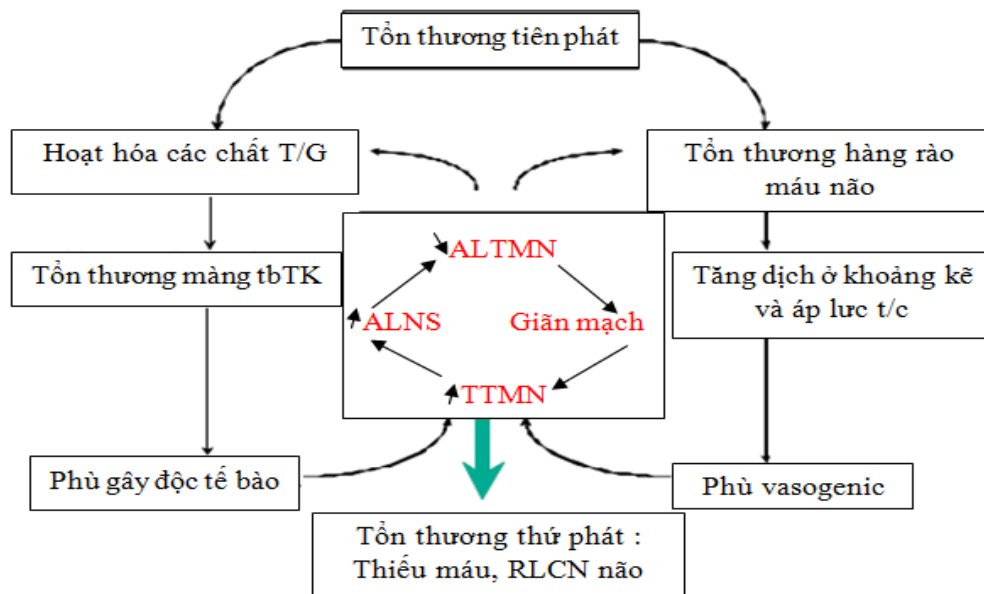 Tổn thương tiên phát
Hoạt hóa các chất T/G
Tổn thương hàng rào
máu não
ALTMN
Tổn thương màng tbTK
Tăng dịch ở khoảng kẽ
và áp lực t/c
ALNS
Giãn mạch
TTMN
Phù gây độc tế bào
Phù vasogenic
Tổn thương thứ phát :
Thiếu máu, RLCN não